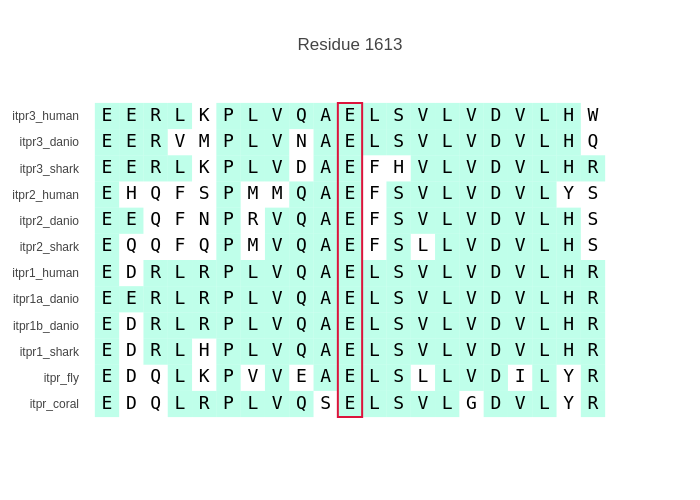 Residue 1613
itpr3_human E E R L K P L V Q A E L S V L V D V L H W
itpr3_danio E E R V M P L V N A E L S V L V D V L H Q
itpr3_shark E E R L K P L V D A E F H V L V D V L H R
itpr2_human E H Q F S P M M Q A E F S V L V D V L Y S
itpr2_danio E E Q F N P R V Q A E F S V L V D V L H S
itpr2_shark E Q Q F Q P M V Q A E F S L L V D V L H S
itpr1_human E D R L R P L V Q A E L S V L V D V L H R
itpr1a_danio E E R L R P L V Q A E L S V L V D V L H R
itpr1b_danio E D R L R P L V Q A E L S V L V D V L H R
itpr1_shark E D R L H P L V Q A E L S V L V D V L H R
itpr_fly E D Q L K P V V E A E L S L L V D I L Y R
itpr_coral E D Q L R P L V Q S E L S V L G D V L Y R